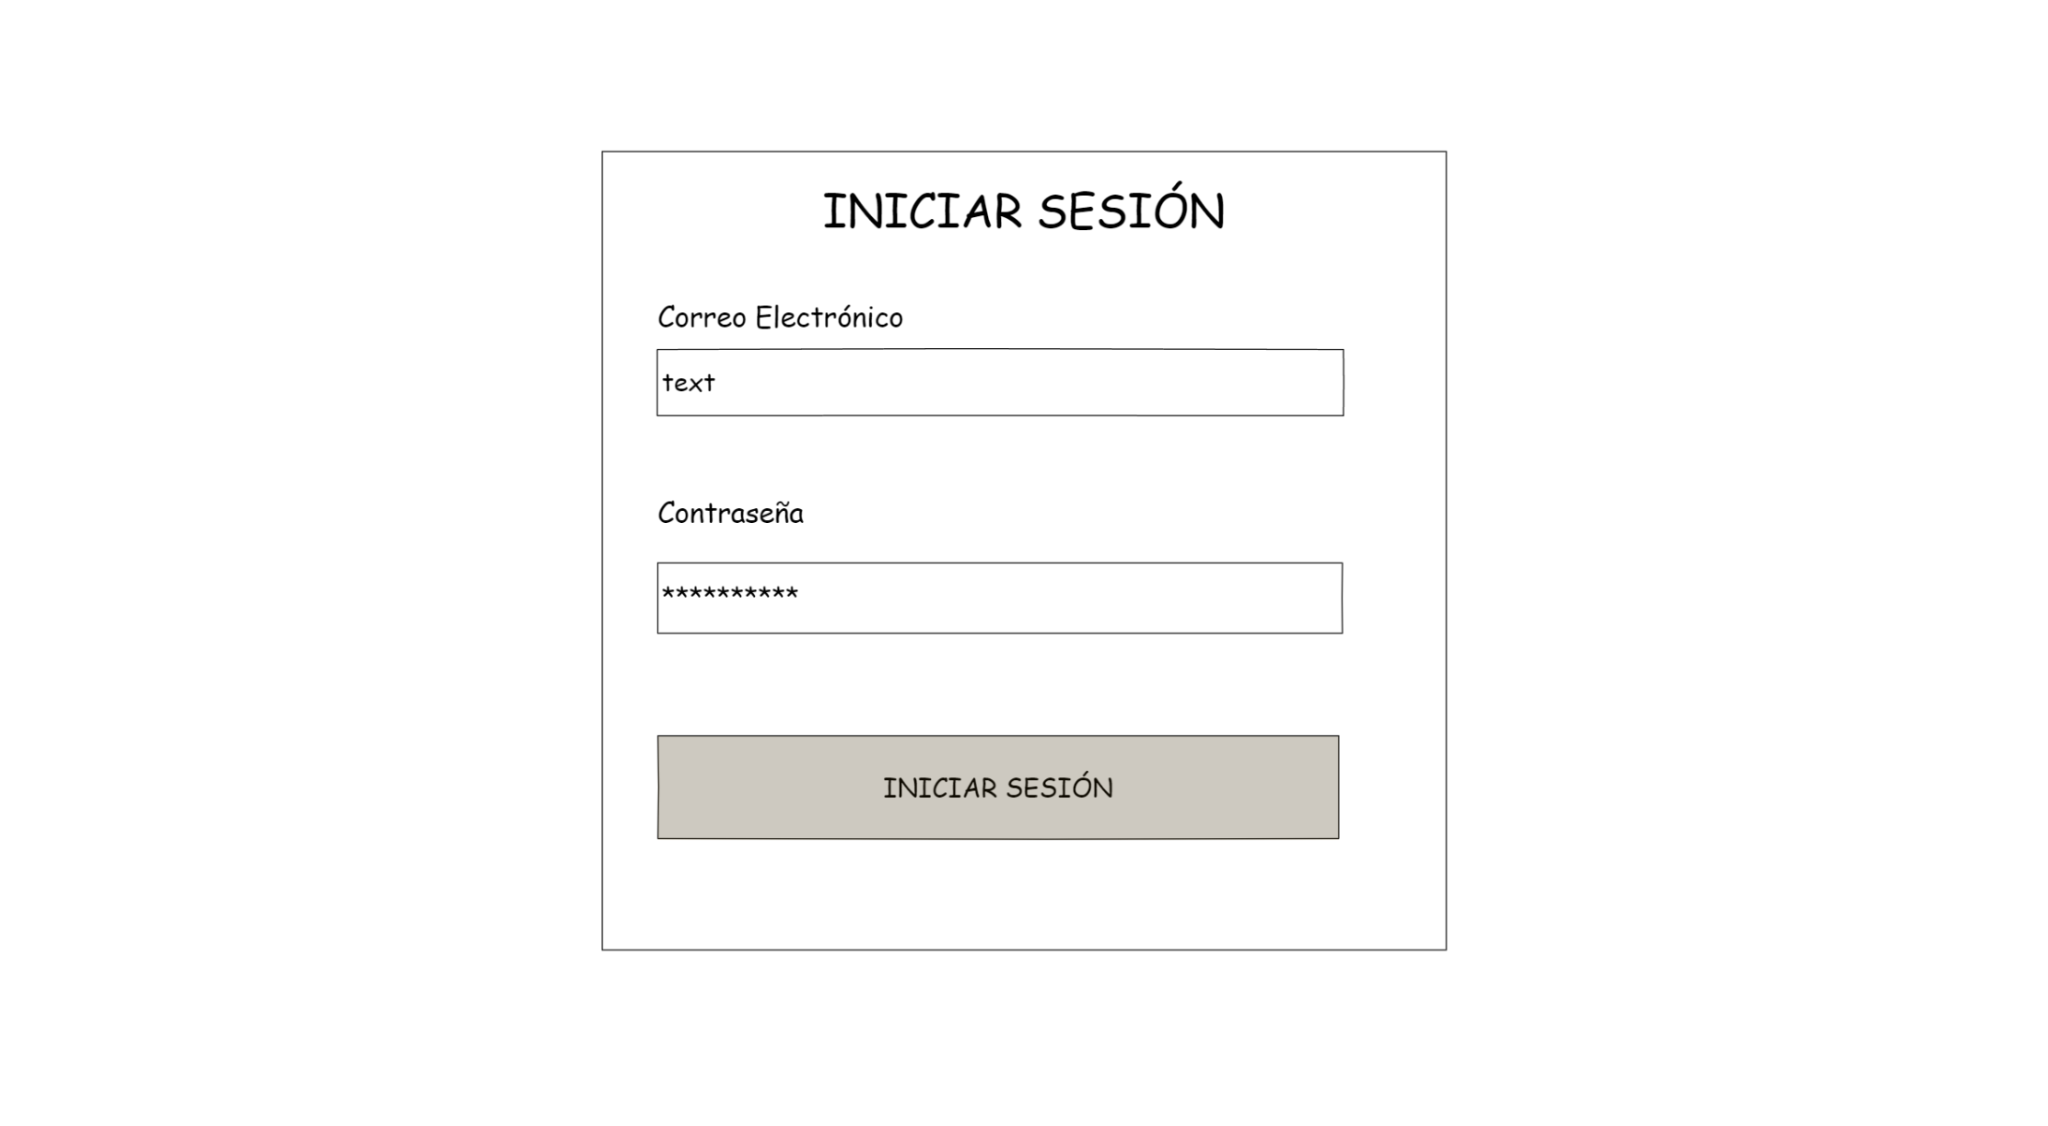 INICIAR SESIÓN
Correo Electrónico
text
Contraseña
**********
INICIAR SESIÓN